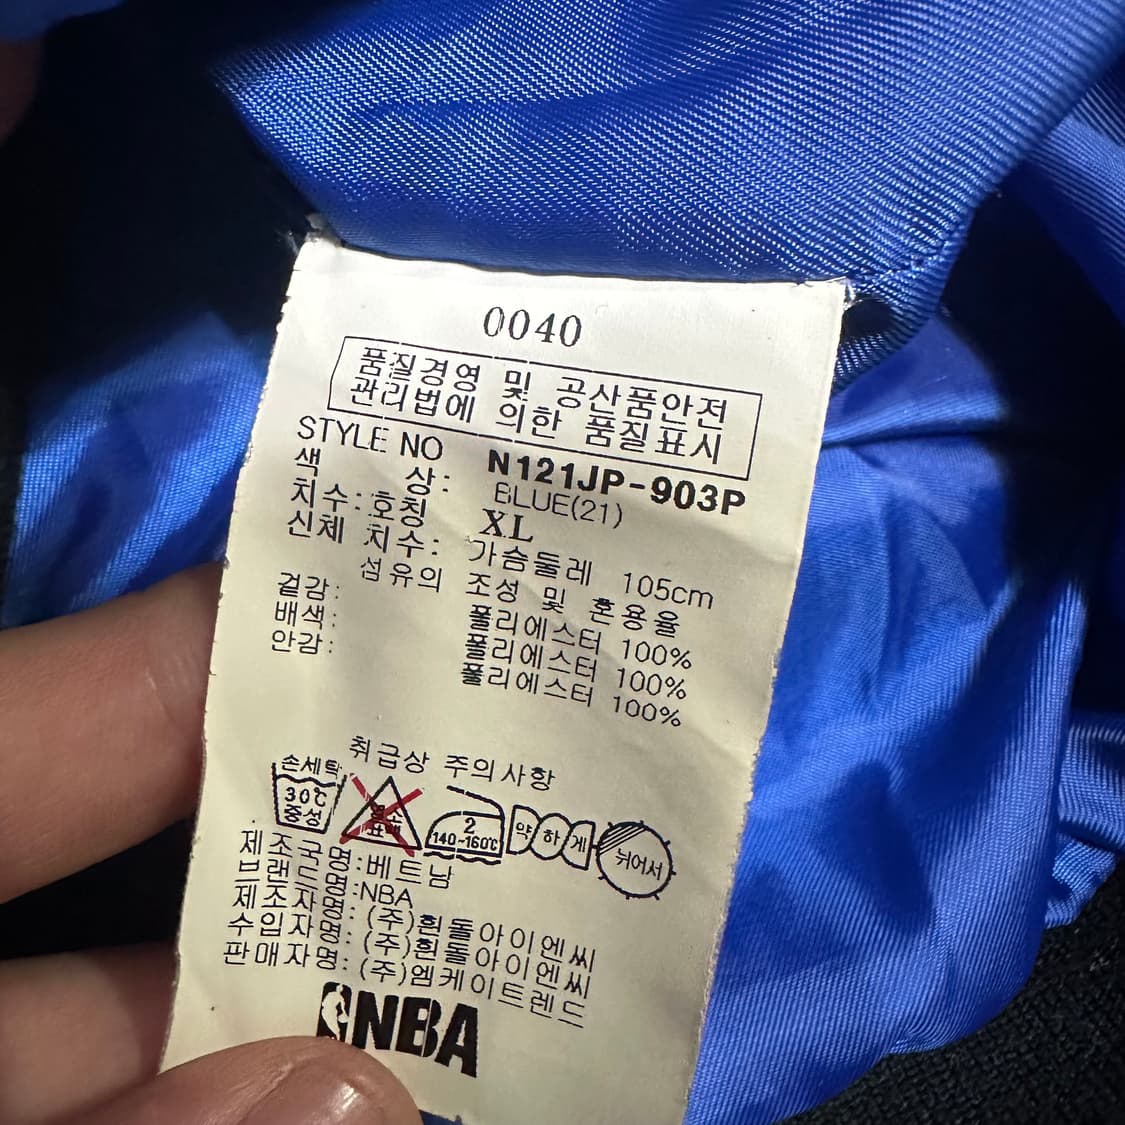 0040
품질경영 및 공산품안전
관리법에 의한 품질표시
STYLE NO N121JP-903P
색 상: BLUE(21)
치수:호칭 XL
신체 치수: 가슴둘레 105cm
섬유의 조성 및 혼용율
겉감: 폴리에스터 100%
배색: 폴리에스터 100%
안감: 폴리에스터 100%
취급상 주의사항
손세탁
30℃
중성
염소
표백
2
140~160℃
약하게
뉘어서
제조국명:베트남
브랜드명:NBA
제조자명: (주)흰돌아이엔씨
수입자명: (주)흰돌아이엔씨
판매자명: (주)엠케이트렌드
NBA